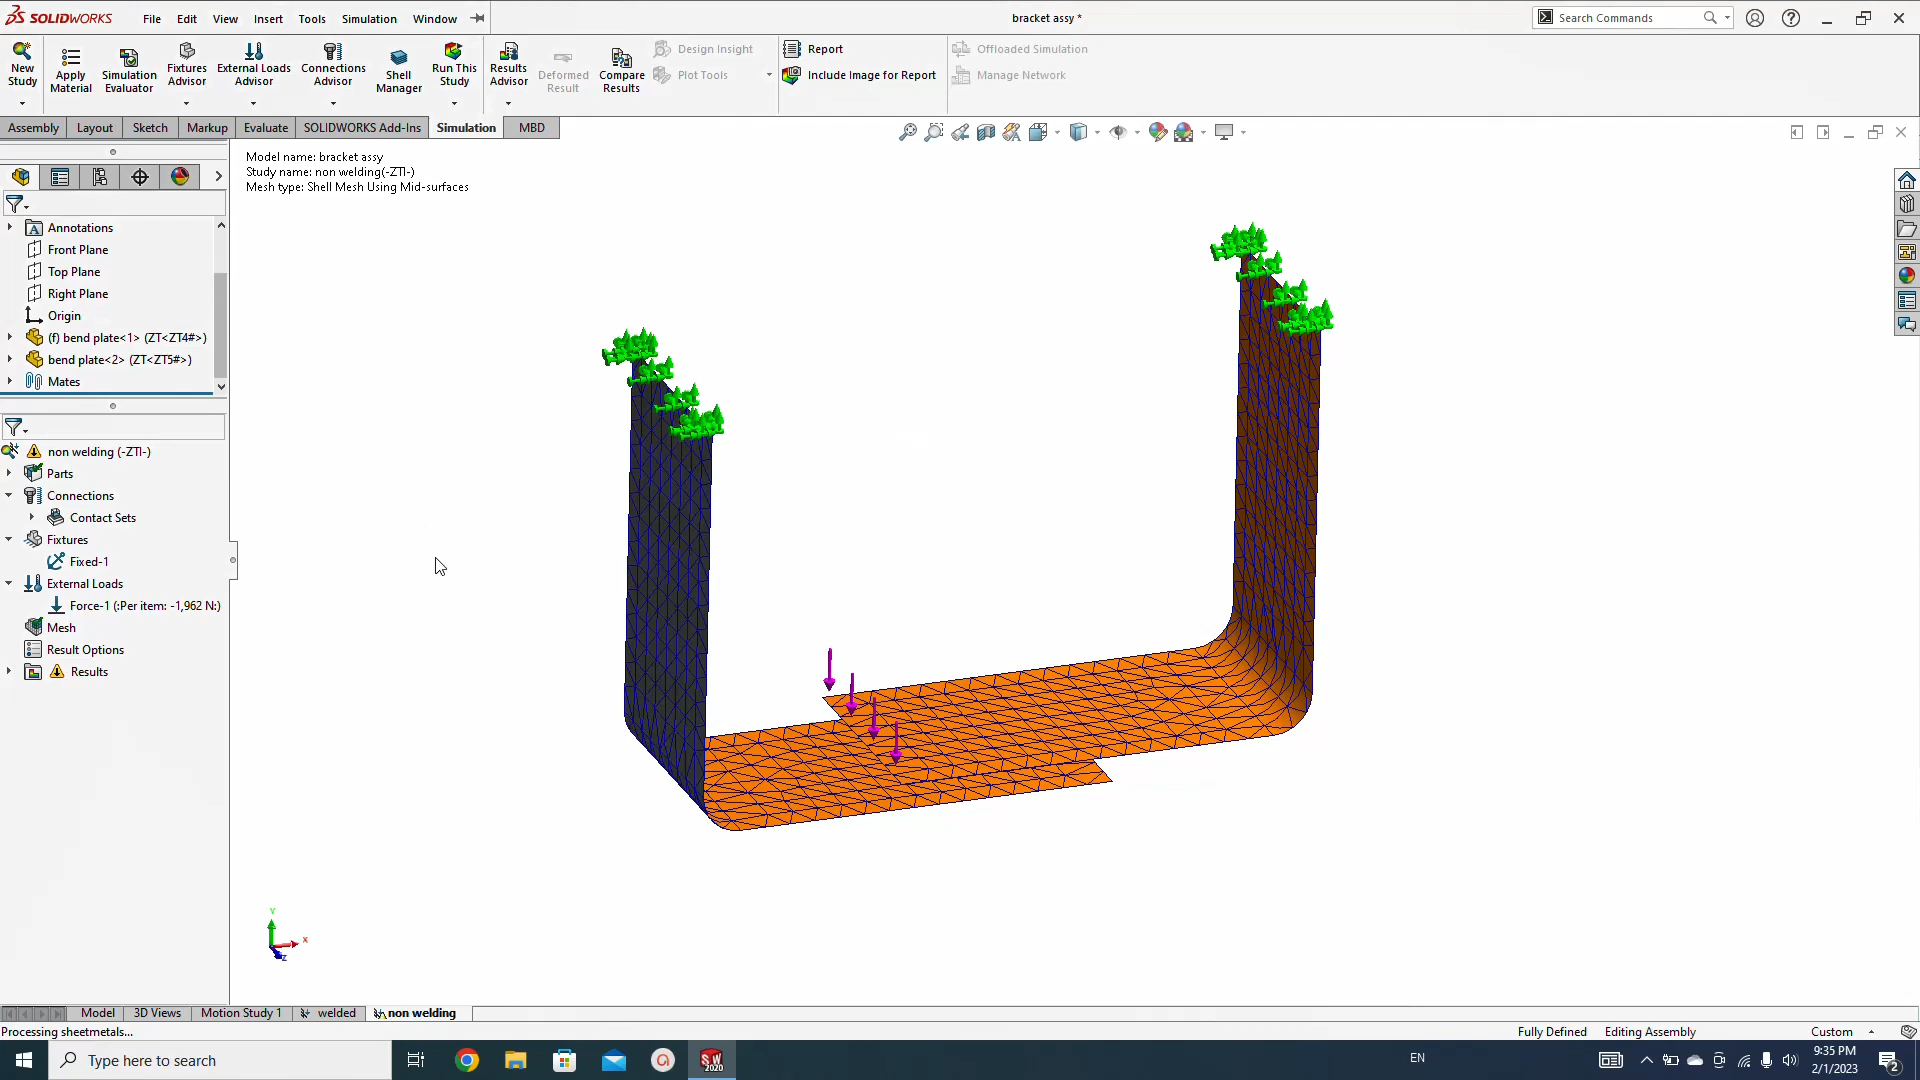 SOLIDWORKS File Edit View Insert Tools Simulation Window
bracket assy *
Search Commands
New Study
Apply Material
Simulation Evaluator
Fixtures Advisor
External Loads Advisor
Connections Advisor
Shell Manager
Run This Study
Results Advisor
Deformed Result
Compare Results
Design Insight
Plot Tools
Report
Include Image for Report
Offloaded Simulation
Manage Network
Assembly Layout Sketch Markup Evaluate SOLIDWORKS Add-Ins Simulation MBD
Model name: bracket assy
Study name: non welding(-ZTI-)
Mesh type: Shell Mesh Using Mid-surfaces
Annotations
Front Plane
Top Plane
Right Plane
Origin
(f) bend plate<1> (ZT<ZT4#>)
bend plate<2> (ZT<ZT5#>)
Mates
non welding (-ZTI-)
Parts
Connections
Contact Sets
Fixtures
Fixed-1
External Loads
Force-1 (:Per item: -1,962 N:)
Mesh
Result Options
Results
Y
X
Z
Model 3D Views Motion Study 1 welded non welding
Processing sheetmetals...
Fully Defined Editing Assembly Custom
Type here to search
SW
2020
EN
9:35 PM
2/1/2023
2